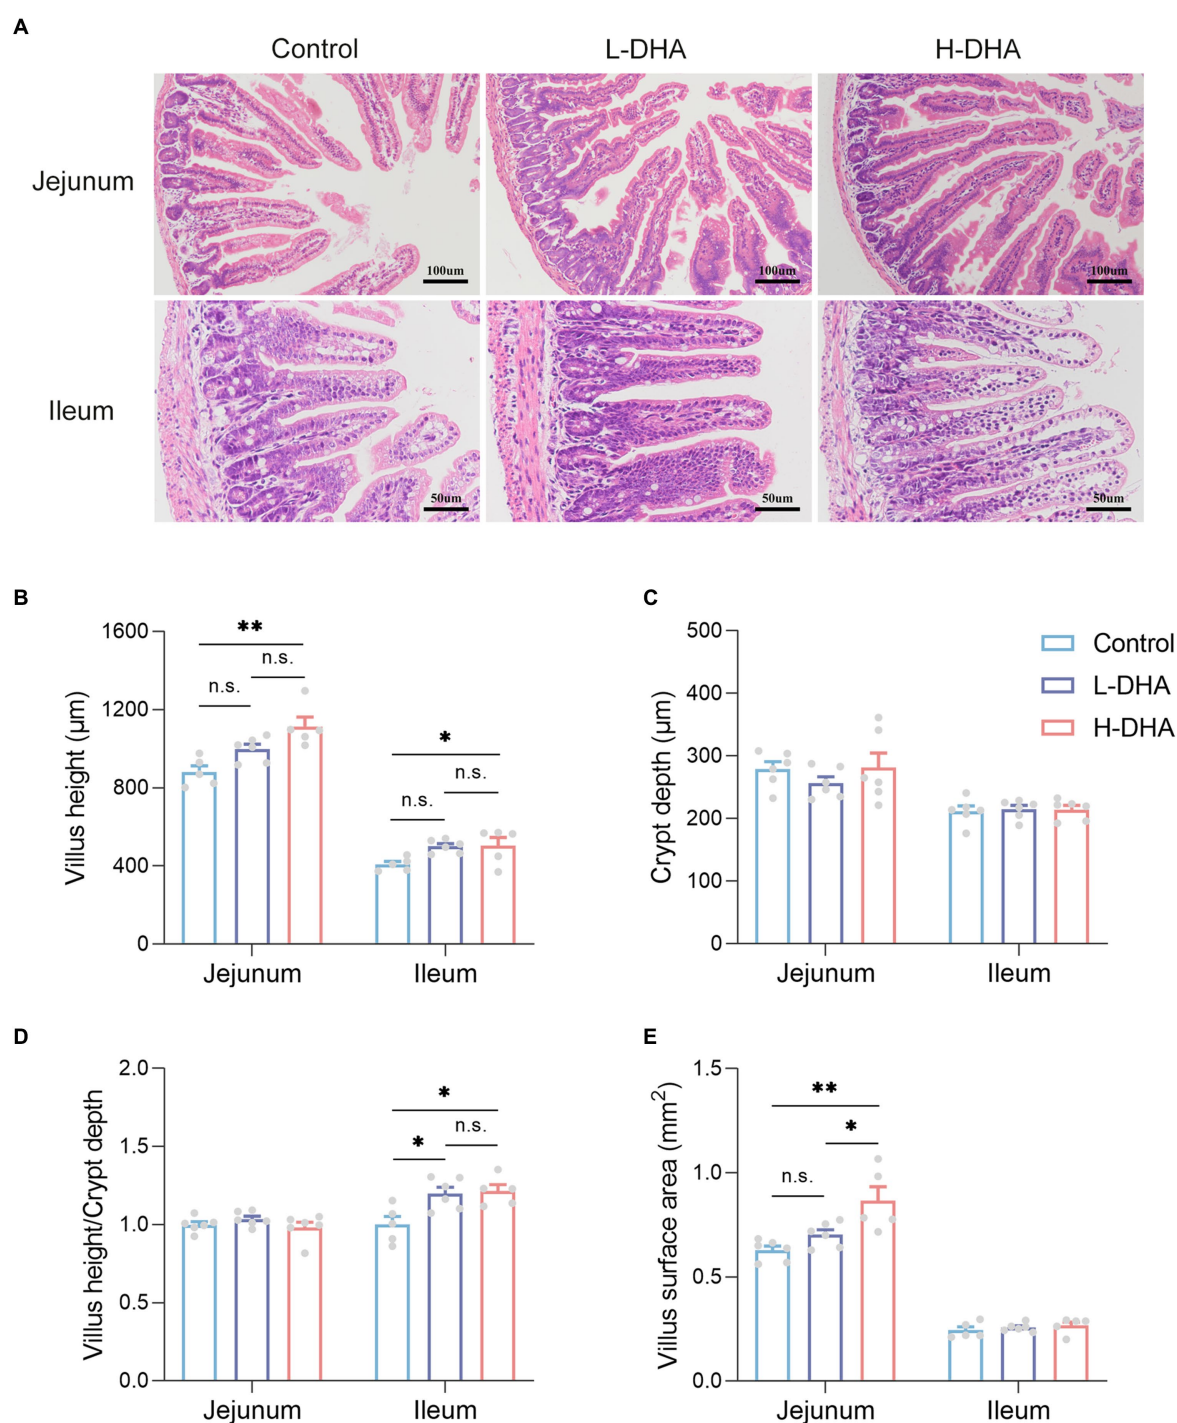 A
Control
L-DHA
H-DHA
Jejunum
100um
100um
100um
Ileum
50um
50um
50um
B
Villus height (μm)
1600
1200
800
400
0
**
n.s.
n.s.
*
n.s.
n.s.
Jejunum
Ileum
C
Crypt depth (μm)
500
400
300
200
100
0
Jejunum
Ileum
Control
L-DHA
H-DHA
D
Villus height/Crypt depth
2.0
1.5
1.0
0.5
0.0
*
n.s.
*
Jejunum
Ileum
E
Villus surface area (mm²)
1.5
1.0
0.5
0.0
**
*
n.s.
Jejunum
Ileum